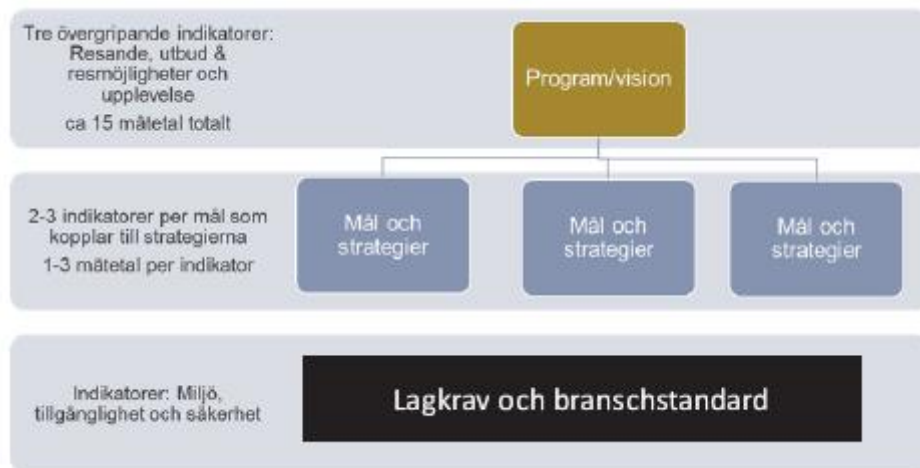 Tre övergripande indikatorer:
Resande, utbud &
resmöjligheter och
upplevelse
ca 15 mätetal totalt
Program/vision
2-3 indikatorer per mål som
kopplar till strategierna
1-3 mätetal per indikator
Mål och
strategier
Mål och
strategier
Mål och
strategier
Indikatorer: Miljö,
tillgänglighet och säkerhet
Lagkrav och branschstandard